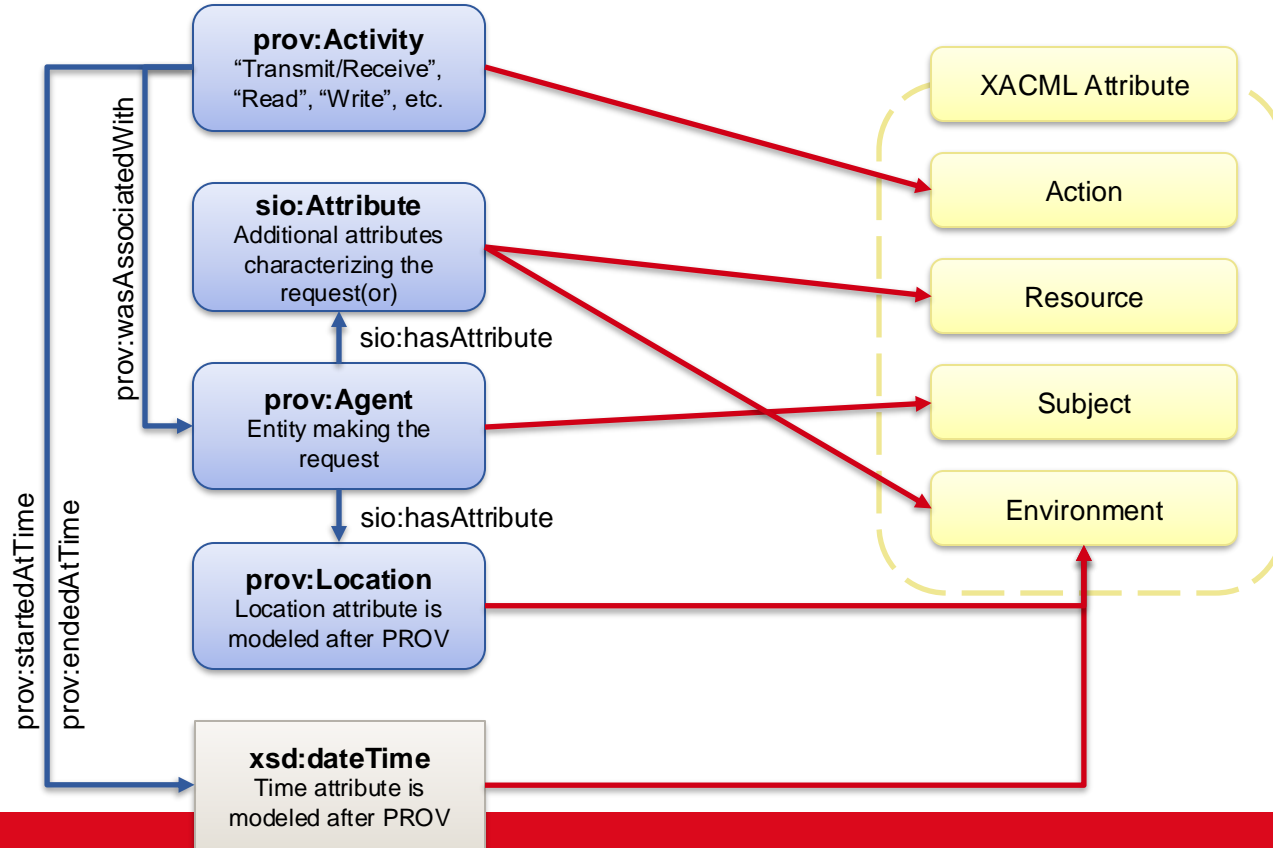 prov:Activity
“Transmit/Receive”,
“Read”, “Write”, etc.
prov:wasAssociatedWith
sio:Attribute
Additional attributes
characterizing the
request(or)
sio:hasAttribute
prov:Agent
Entity making the
request
sio:hasAttribute
prov:Location
Location attribute is
modeled after PROV
prov:startedAtTime
prov:endedAtTime
xsd:dateTime
Time attribute is
modeled after PROV
XACML Attribute
Action
Resource
Subject
Environment